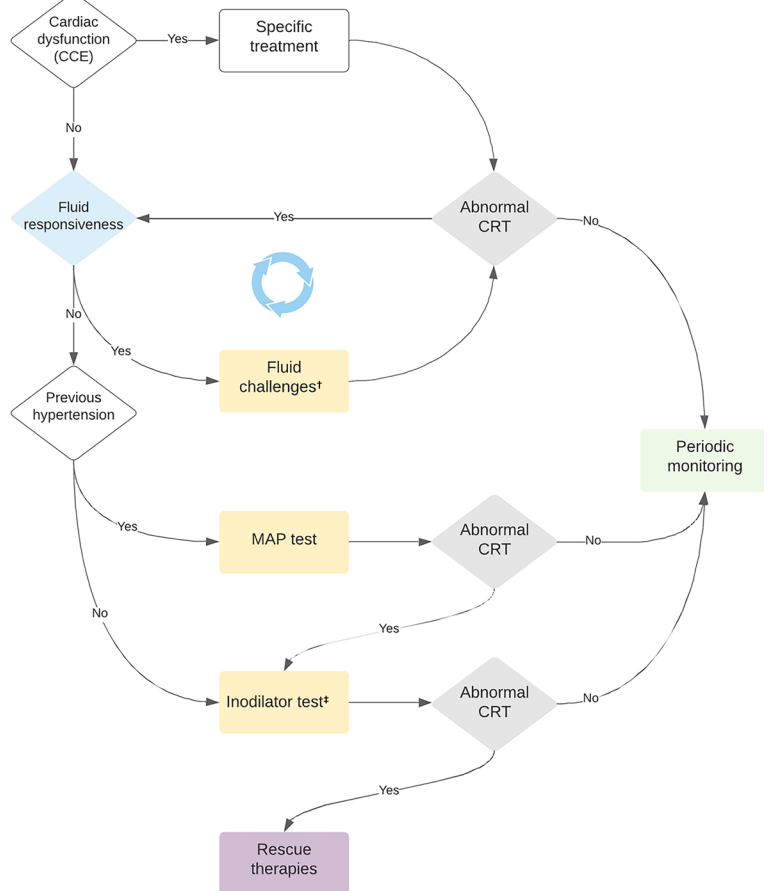 Cardiac
dysfunction
(CCE)
Yes
Specific
treatment
No
Fluid
responsiveness
Yes
Abnormal
CRT
No
No
Yes
Fluid
challenges†
Previous
hypertension
Periodic
monitoring
Yes
MAP test
Abnormal
CRT
No
No
Yes
Inodilator test‡
Abnormal
CRT
No
Yes
Rescue
therapies